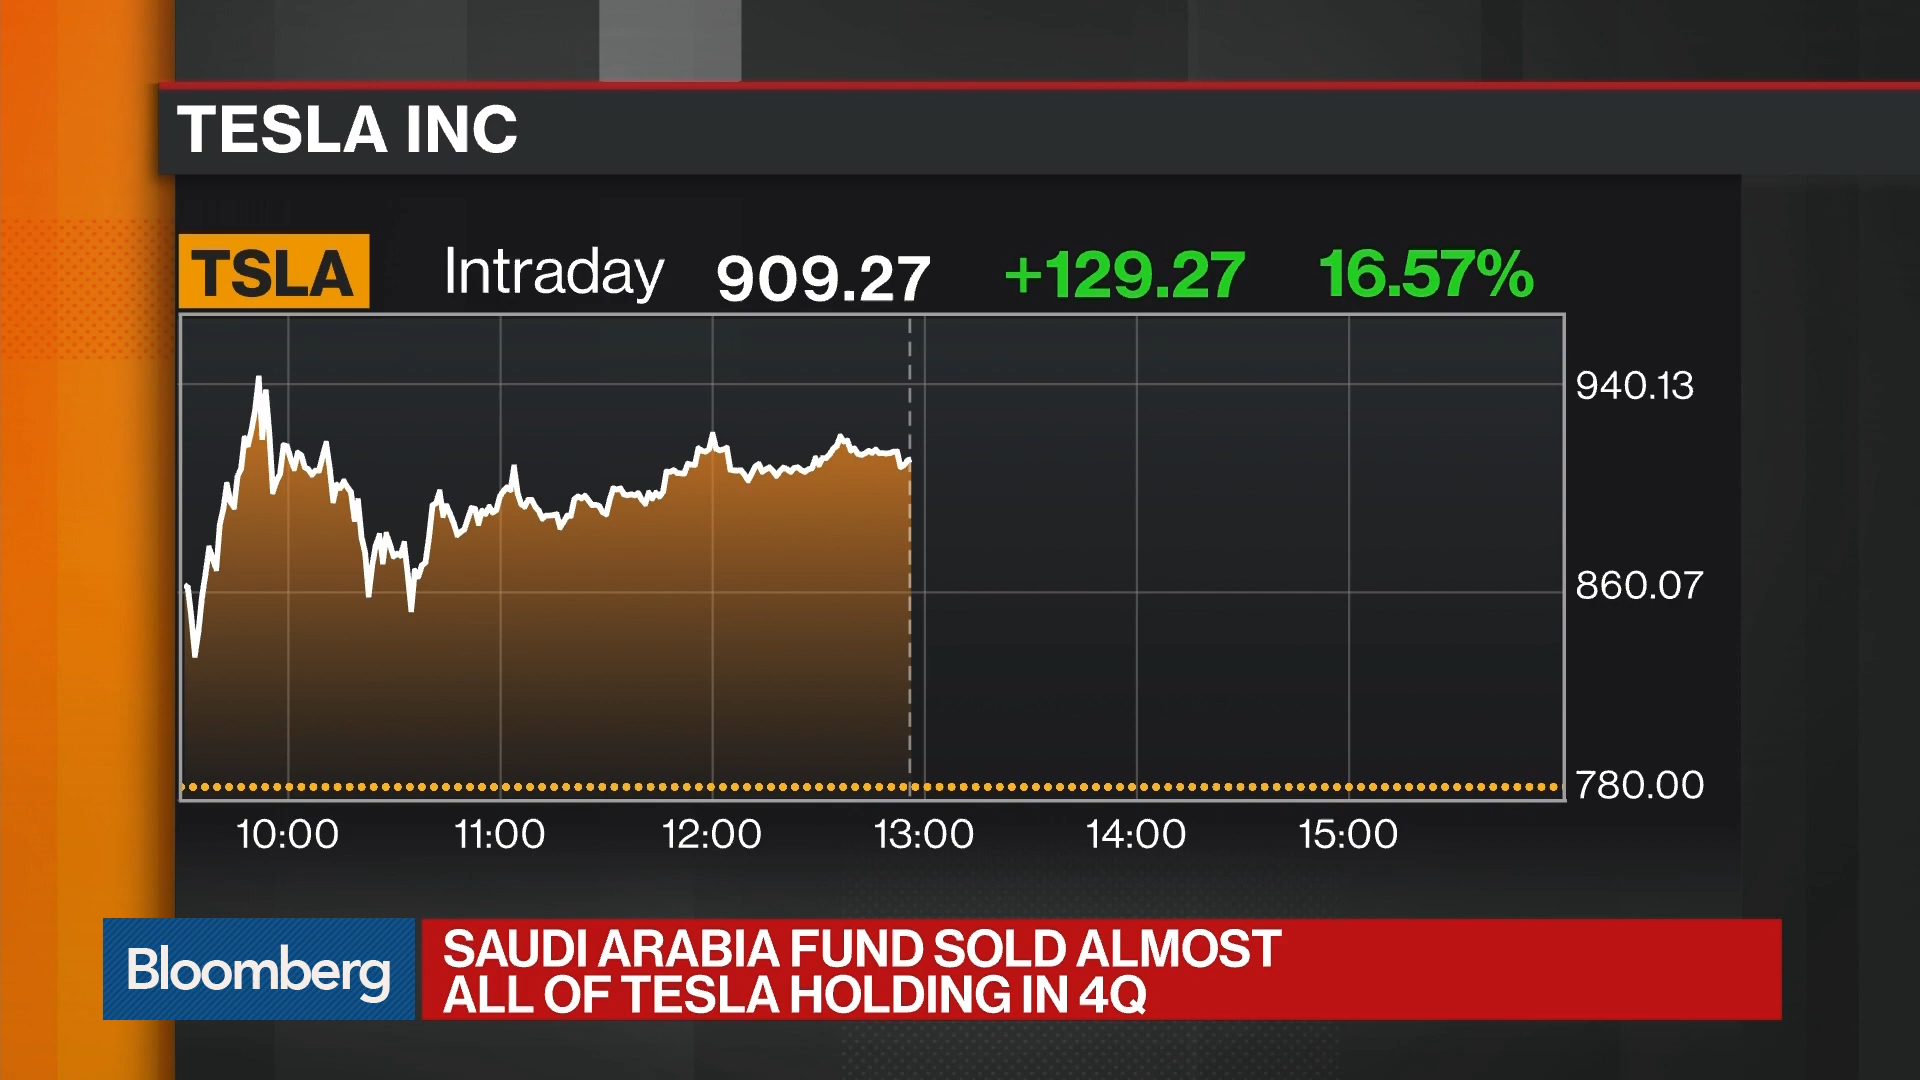 TESLA INC
TSLA Intraday 909.27 +129.27 16.57%
940.13
860.07
780.00
10:00 11:00 12:00 13:00 14:00 15:00
Bloomberg
SAUDI ARABIA FUND SOLD ALMOST
ALL OF TESLA HOLDING IN 4Q